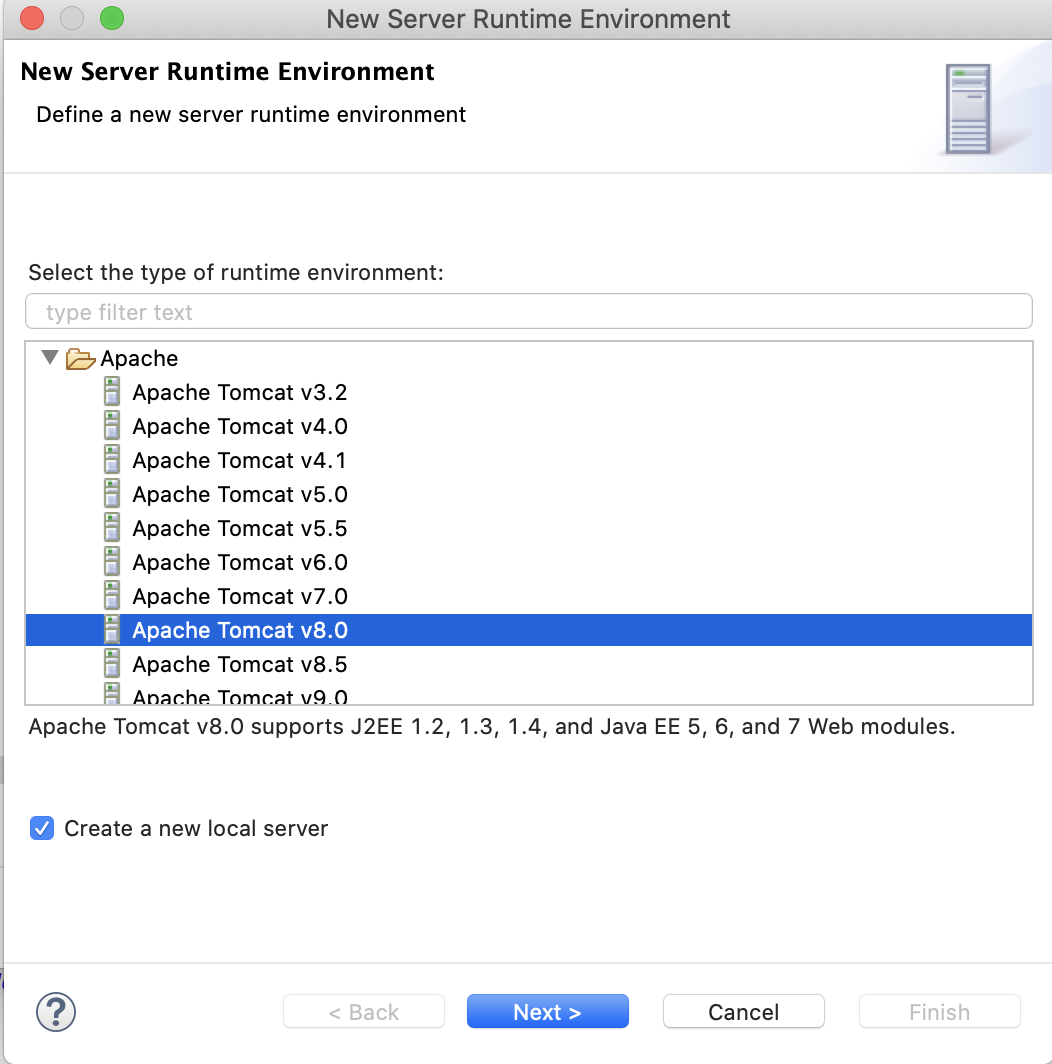 New Server Runtime Environment
New Server Runtime Environment
Define a new server runtime environment
Select the type of runtime environment:
type filter text
Apache
Apache Tomcat v3.2
Apache Tomcat v4.0
Apache Tomcat v4.1
Apache Tomcat v5.0
Apache Tomcat v5.5
Apache Tomcat v6.0
Apache Tomcat v7.0
Apache Tomcat v8.0
Apache Tomcat v8.5
Apache Tomcat v9.0
Apache Tomcat v8.0 supports J2EE 1.2, 1.3, 1.4, and Java EE 5, 6, and 7 Web modules.
Create a new local server
? < Back Next > Cancel Finish